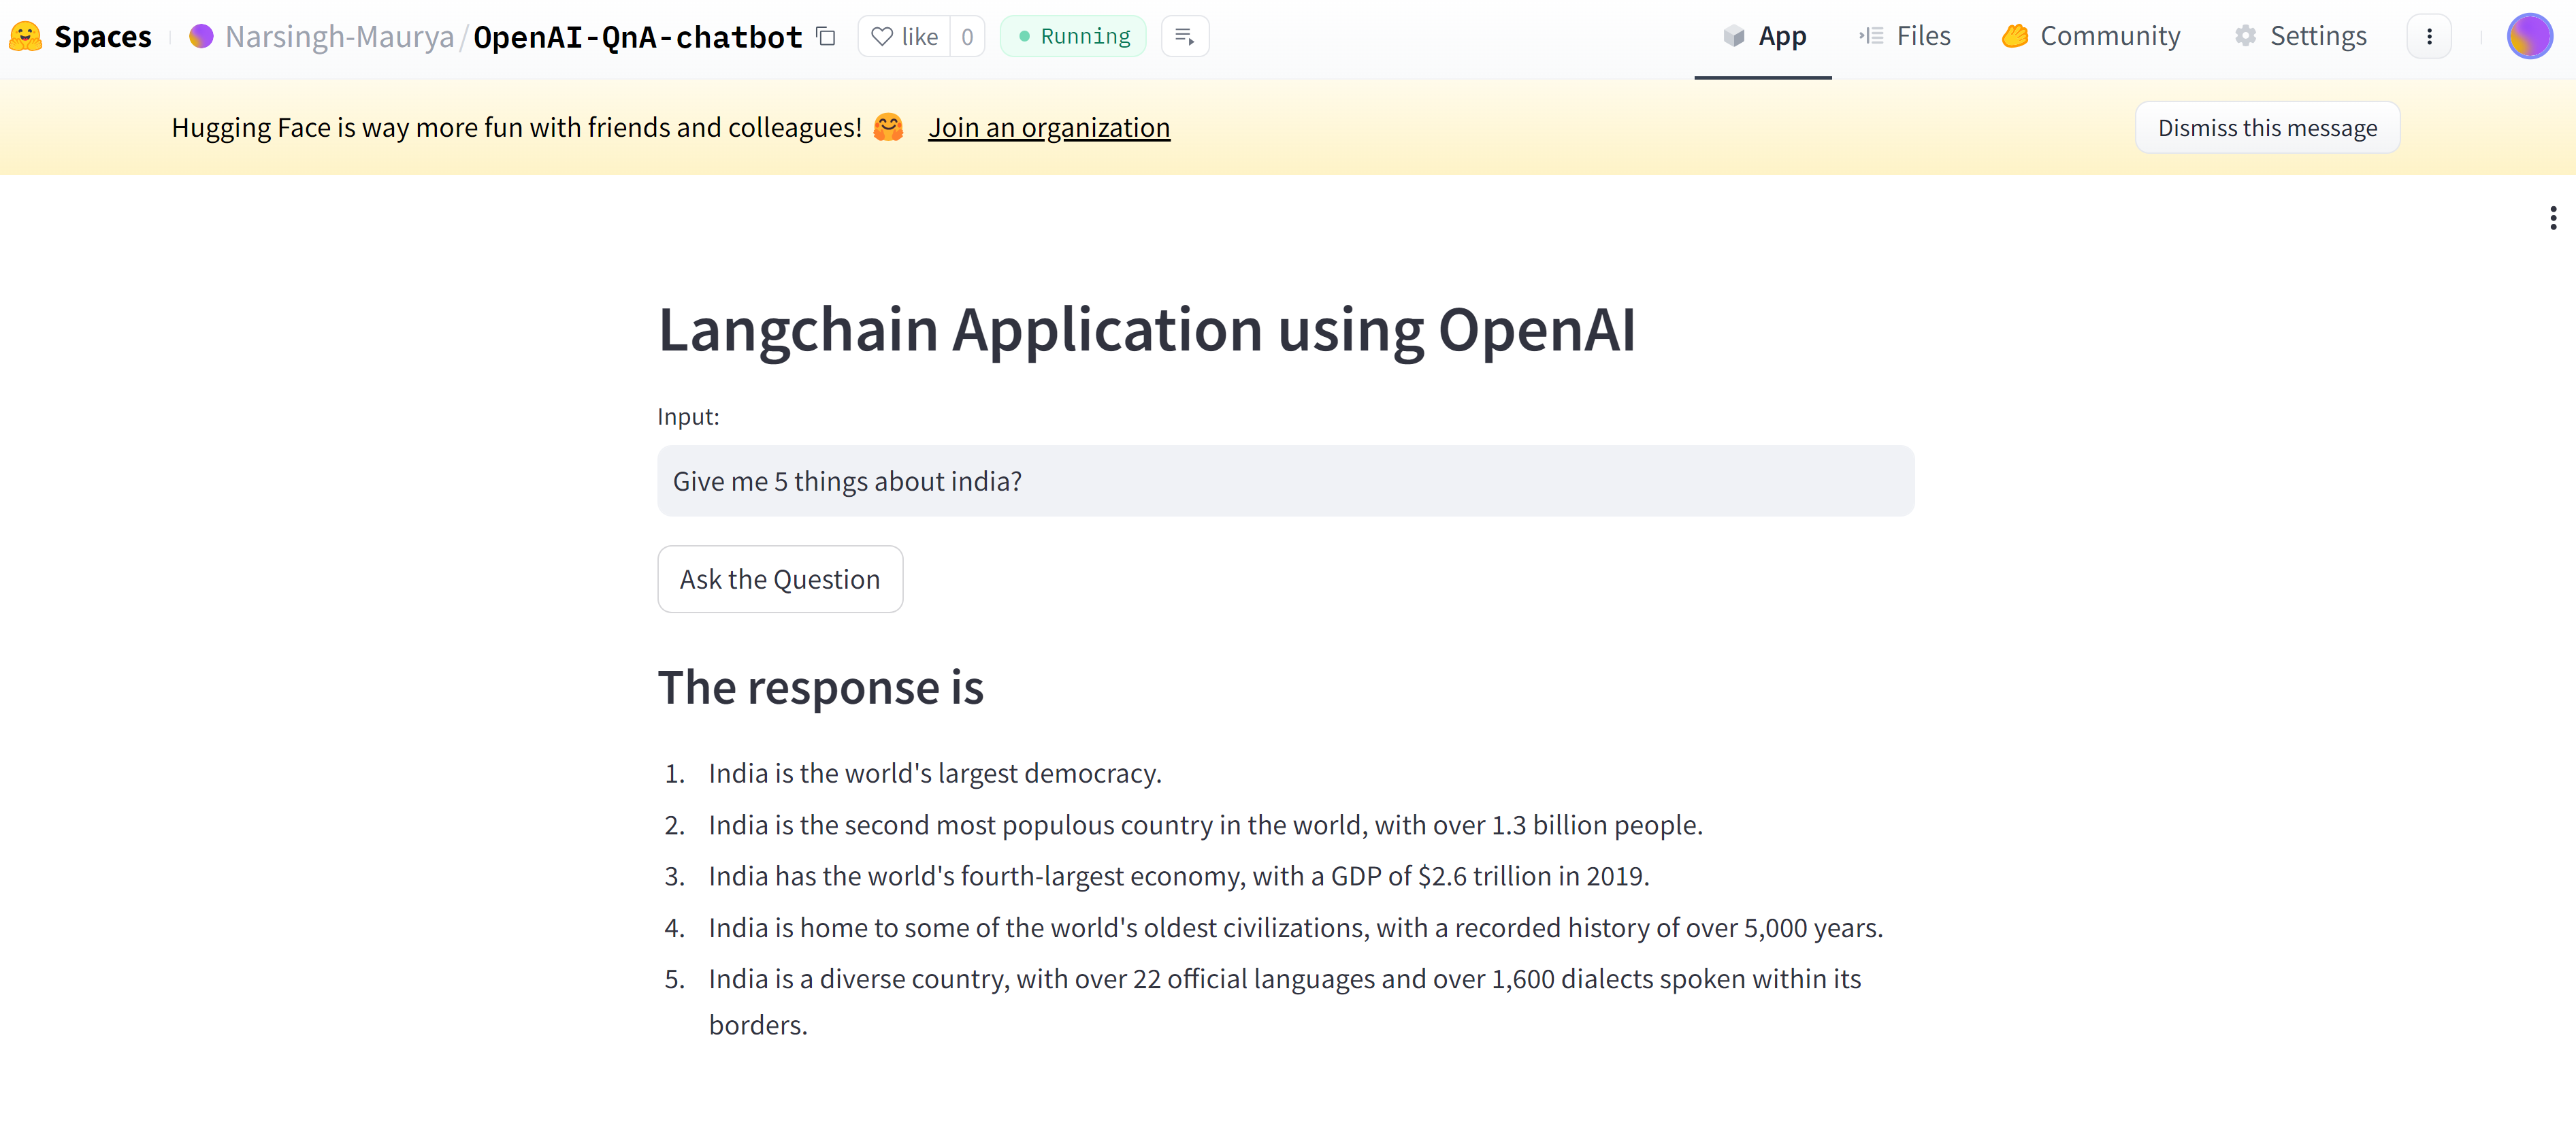 Spaces Narsingh-Maurya/OpenAI-QnA-chatbot like 0 Running App Files Community Settings
Hugging Face is way more fun with friends and colleagues! 🤗 Join an organization Dismiss this message
Langchain Application using OpenAI
Input:
Give me 5 things about india?
Ask the Question
The response is
1. India is the world's largest democracy.
2. India is the second most populous country in the world, with over 1.3 billion people.
3. India has the world's fourth-largest economy, with a GDP of $2.6 trillion in 2019.
4. India is home to some of the world's oldest civilizations, with a recorded history of over 5,000 years.
5. India is a diverse country, with over 22 official languages and over 1,600 dialects spoken within its
borders.